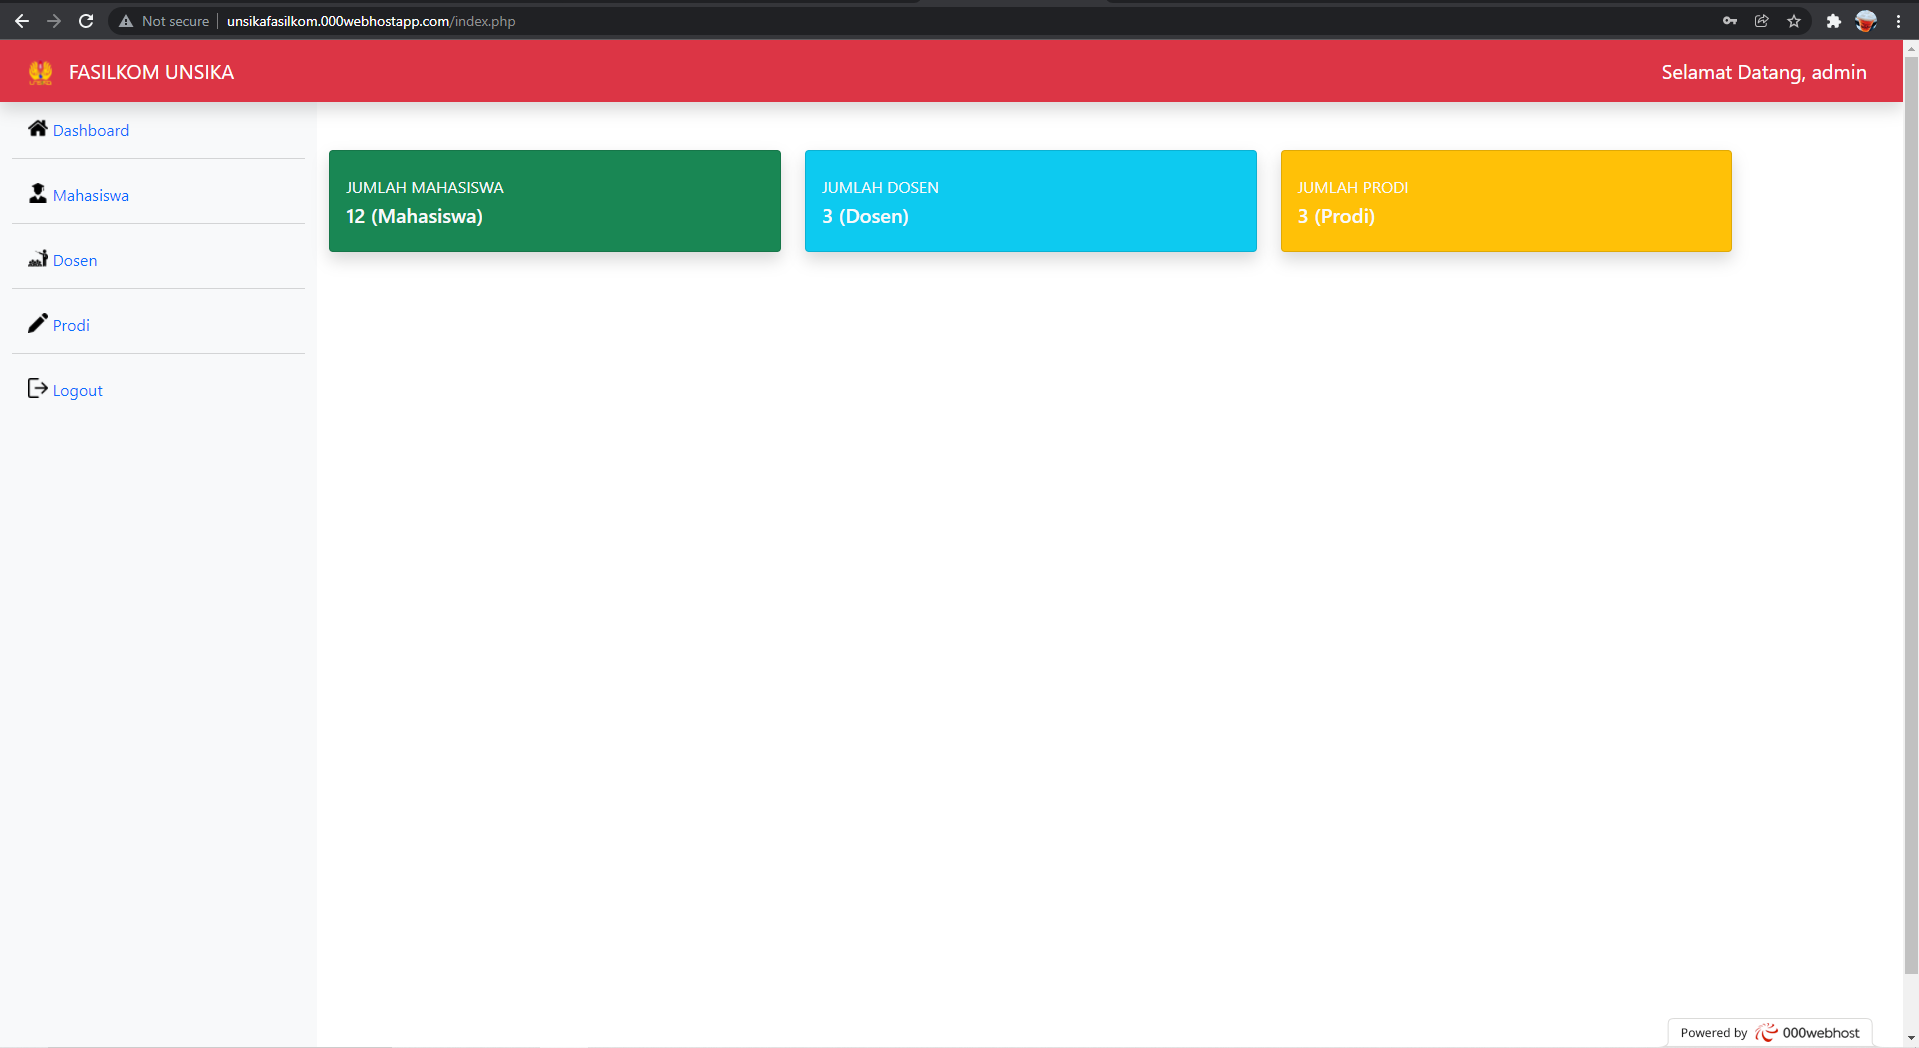 Not secure unsikafasilkom.000webhostapp.com/index.php
FASILKOM UNSIKA
Selamat Datang, admin
Dashboard
Mahasiswa
Dosen
Prodi
Logout
JUMLAH MAHASISWA
12 (Mahasiswa)
JUMLAH DOSEN
3 (Dosen)
JUMLAH PRODI
3 (Prodi)
Powered by 000webhost